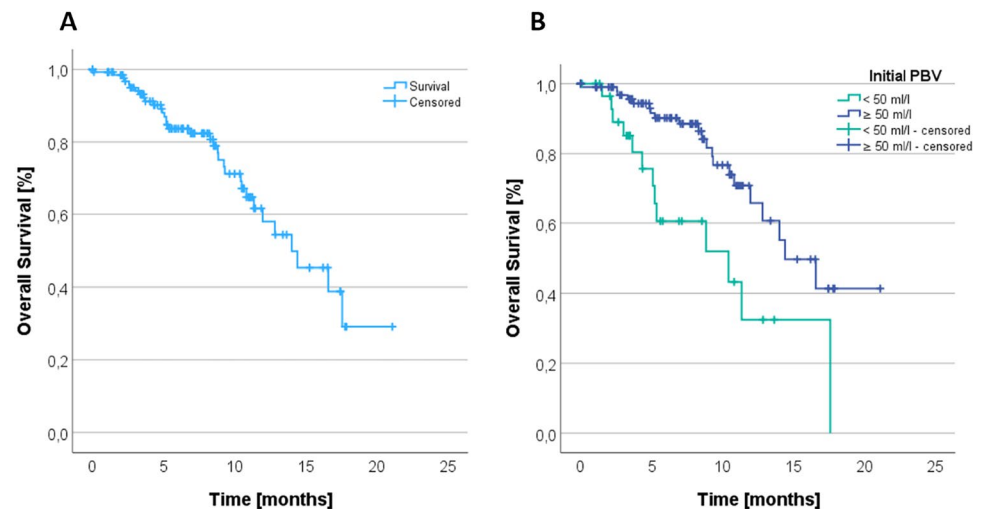 A
1,0
0,8
0,6
0,4
0,2
0,0
Overall Survival [%]
Survival
Censored
0 5 10 15 20 25
Time [months]
B
1,0
0,8
0,6
0,4
0,2
0,0
Overall Survival [%]
Initial PBV
< 50 ml/l
≥ 50 ml/l
< 50 ml/l - censored
≥ 50 ml/l - censored
0 5 10 15 20 25
Time [months]